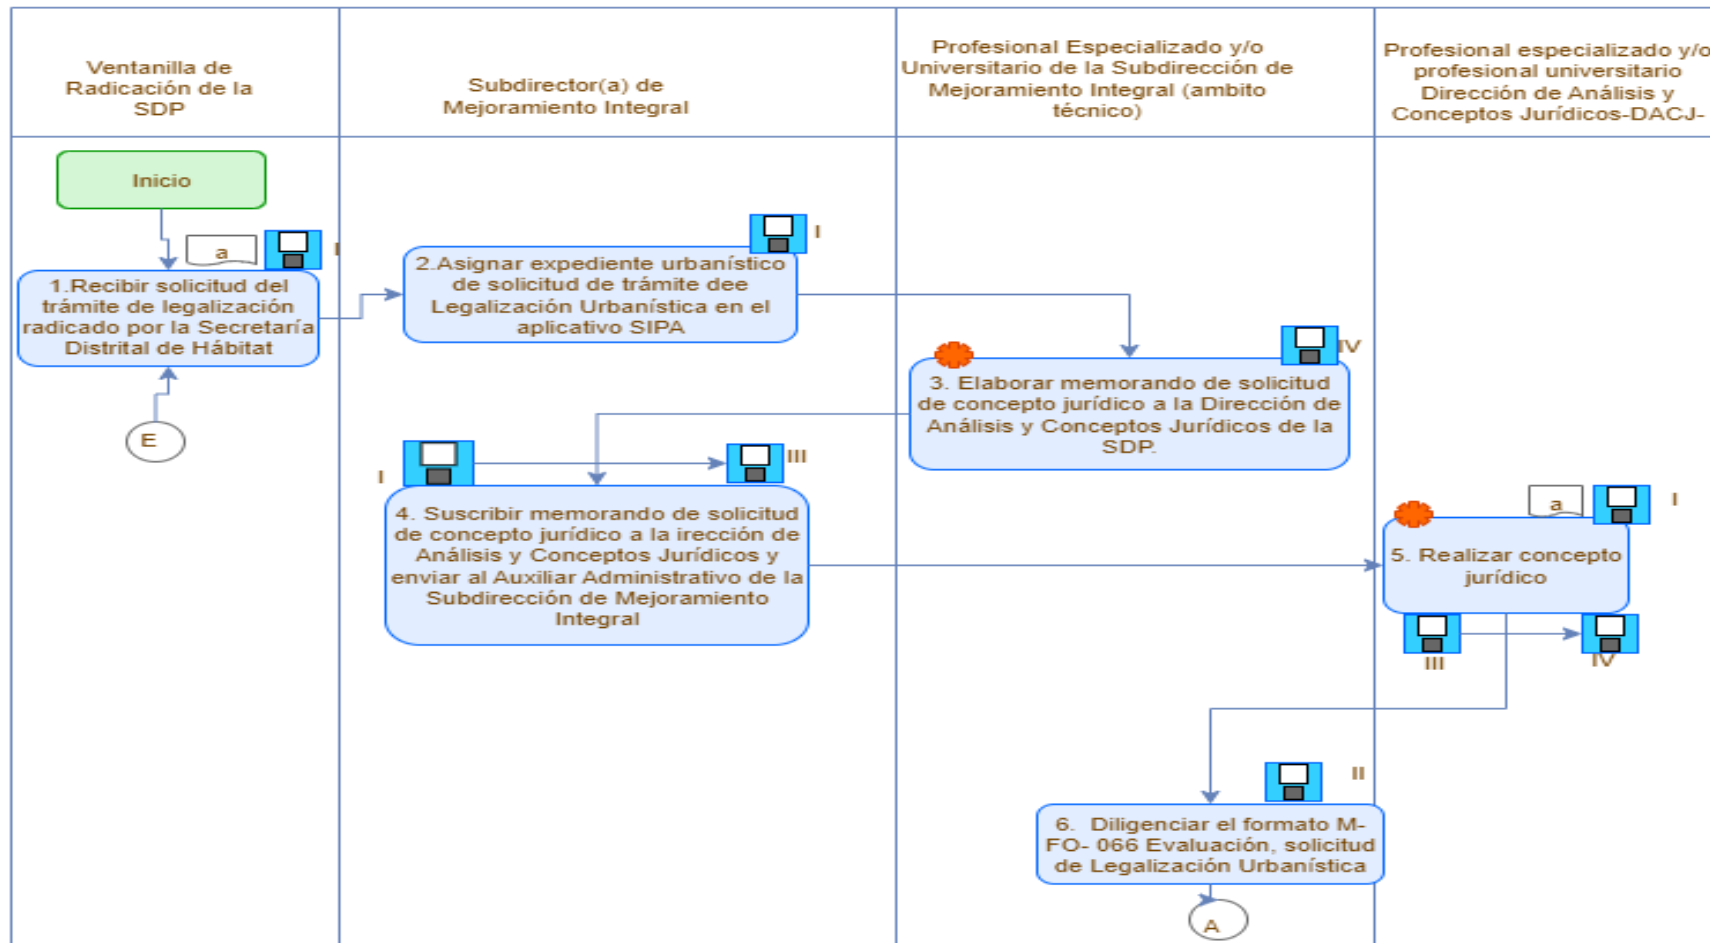 Ventanilla de
Radicación de la
SDP
Subdirector(a) de
Mejoramiento Integral
Profesional Especializado y/o
Universitario de la Subdirección de
Mejoramiento Integral (ambito
técnico)
Profesional especializado y/o
profesional universitario
Dirección de Análisis y
Conceptos Jurídicos-DACJ-
Inicio
a
I
1.Recibir solicitud del
trámite de legalización
radicado por la Secretaría
Distrital de Hábitat
E
I
2.Asignar expediente urbanístico
de solicitud de trámite dee
Legalización Urbanística en el
aplicativo SIPA
IV
3. Elaborar memorando de solicitud
de concepto jurídico a la Dirección de
Análisis y Conceptos Jurídicos de la
SDP.
I
III
4. Suscribir memorando de solicitud
de concepto jurídico a la irección de
Análisis y Conceptos Jurídicos y
enviar al Auxiliar Administrativo de la
Subdirección de Mejoramiento
Integral
a
I
5. Realizar concepto
jurídico
III
IV
II
6. Diligenciar el formato M-
FO- 066 Evaluación, solicitud
de Legalización Urbanística
A